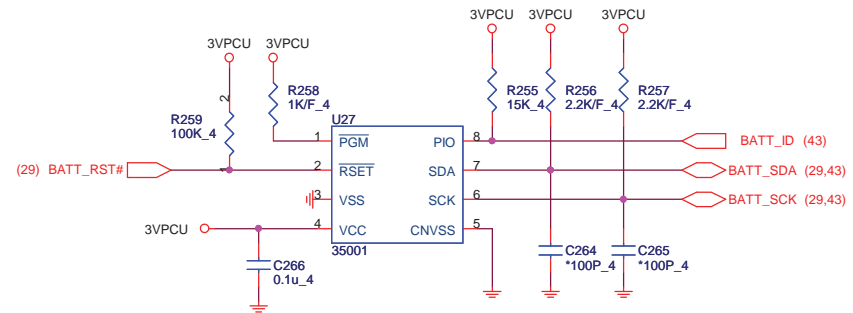 3VPCU 3VPCU 3VPCU
3VPCU 3VPCU
R258
1K/F_4
R255
15K_4
R256
2.2K/F_4
R257
2.2K/F_4
2
R259
100K_4
1
U27
1 PGM PIO 8 BATT_ID (43)
(29) BATT_RST# 2 RSET SDA 7 BATT_SDA (29,43)
3 VSS SCK 6 BATT_SCK (29,43)
3VPCU 4 VCC CNVSS 5
35001
C266
0.1u_4
C264
*100P_4
C265
*100P_4